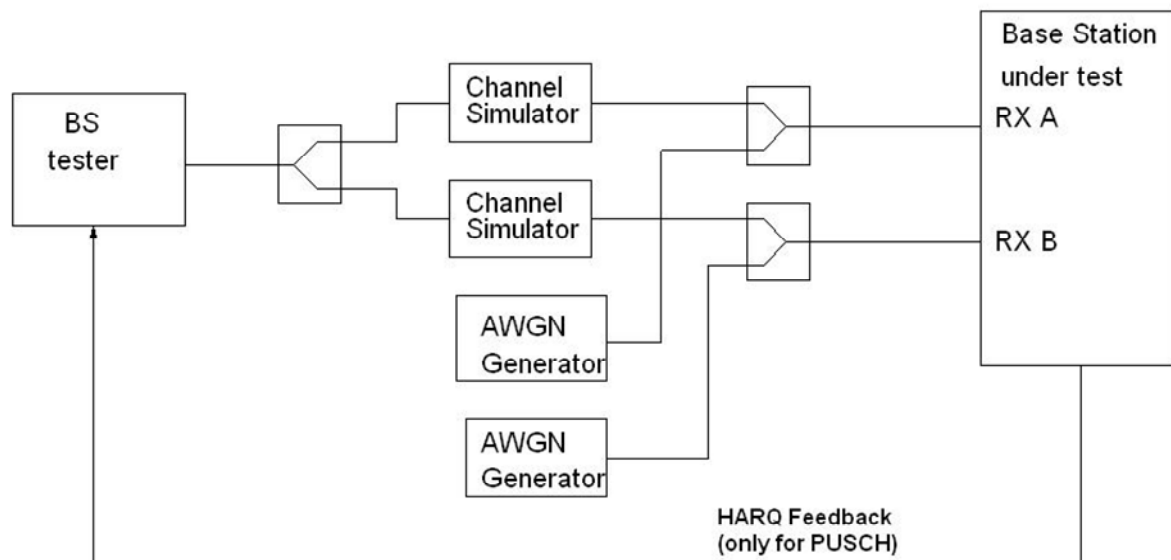 BS
tester
Channel
Simulator
Channel
Simulator
AWGN
Generator
AWGN
Generator
Base Station
under test
RX A
RX B
HARQ Feedback
(only for PUSCH)